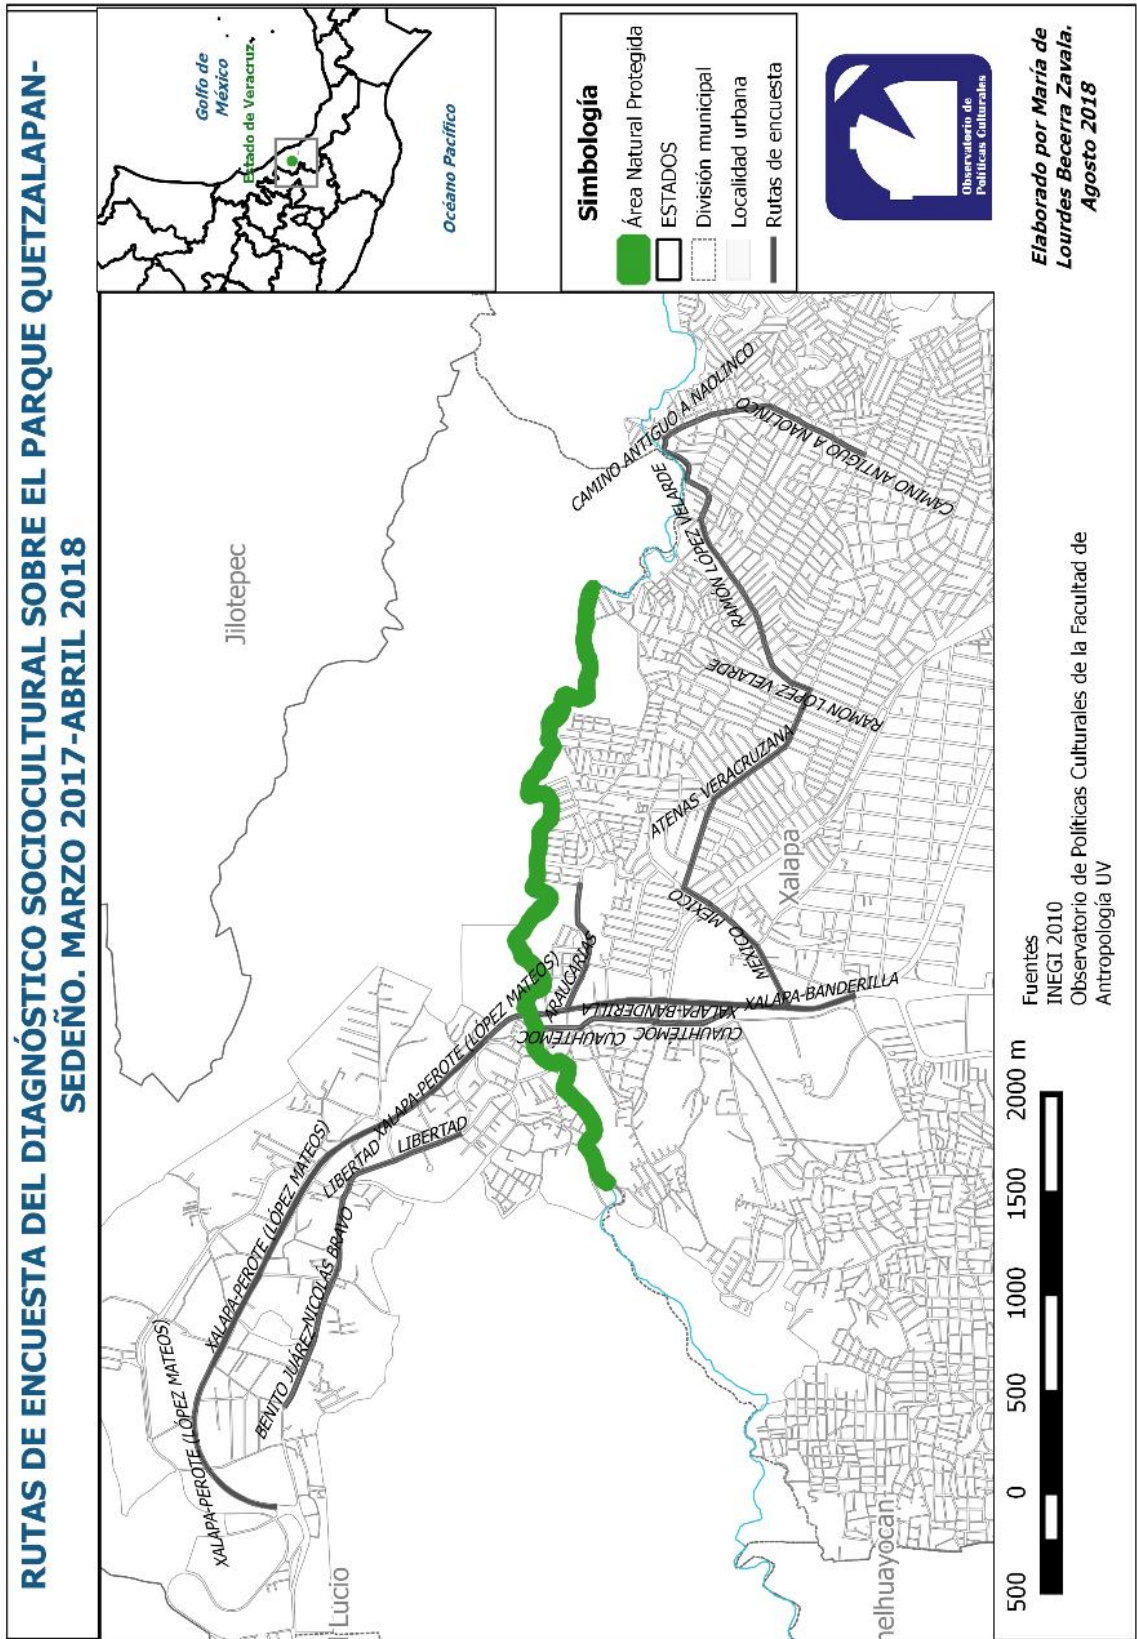 RUTAS DE ENCUESTA DEL DIAGNÓSTICO SOCIOCULTURAL SOBRE EL PARQUE QUETZALAPAN-
SEDEÑO. MARZO 2017-ABRIL 2018
Golfo de
México
Estado de Veracruz
Océano Pacífico
Simbología
Área Natural Protegida
ESTADOS
División municipal
Localidad urbana
Rutas de encuesta
Observatorio de
Políticas Culturales
Elaborado por María de
Lourdes Becerra Zavala.
Agosto 2018
Jilotepec
XALAPA-PEROTE (LÓPEZ MATEOS)
XALAPA-PEROTE (LÓPEZ MATEOS)
XALAPA-PEROTE (LÓPEZ MATEOS)
BENITO JUÁREZ-NICOLÁS BRAVO
LIBERTAD
LIBERTAD
ARAUCARIAS
CUAUHTÉMOC
CUAUHTÉMOC
XALAPA-BANDERILLA
XALAPA-BANDERILLA
MÉXICO
MÉXICO
ATENAS VERACRUZANA
RAMÓN LÓPEZ VELARDE
RAMÓN LÓPEZ VELARDE
CAMINO ANTIGUO A NAOLINCO
CAMINO ANTIGUO A NAOLINCO
Xalapa
l Lucio
nelhuayocan
500 0 500 1000 1500 2000 m
Fuentes
INEGI 2010
Observatorio de Políticas Culturales de la Facultad de
Antropología UV